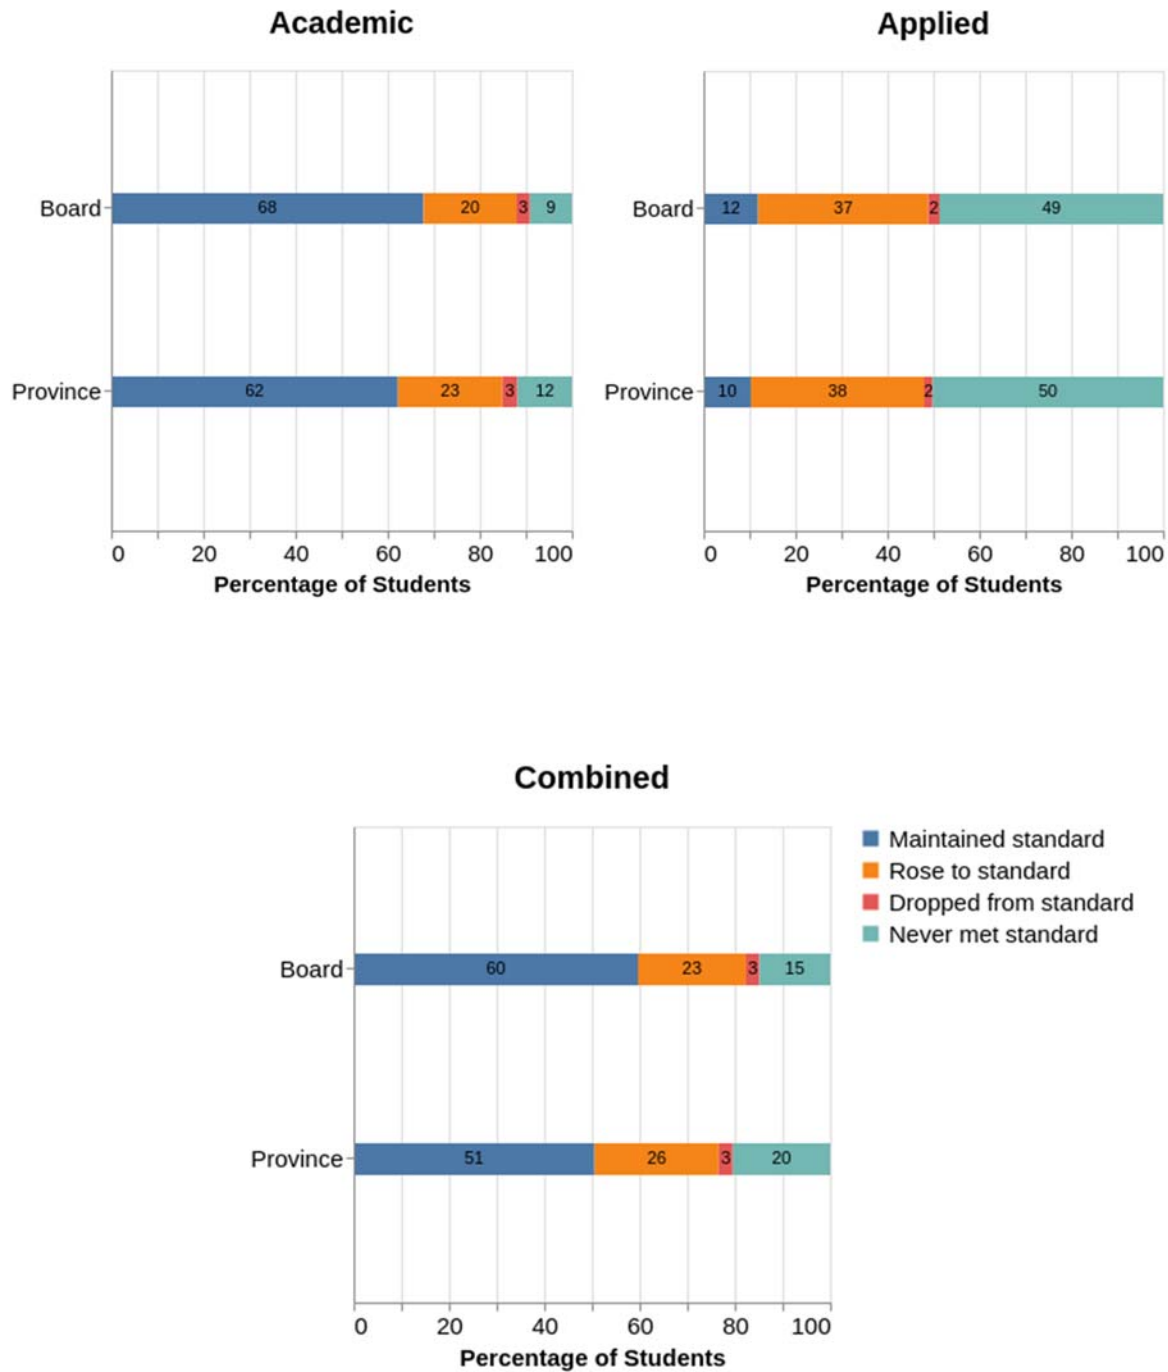 Academic
Board 68 20 3 9
Province 62 23 3 12
0 20 40 60 80 100
Percentage of Students
Applied
Board 12 37 2 49
Province 10 38 2 50
0 20 40 60 80 100
Percentage of Students
Combined
Board 60 23 3 15
Province 51 26 3 20
0 20 40 60 80 100
Percentage of Students
Maintained standard
Rose to standard
Dropped from standard
Never met standard